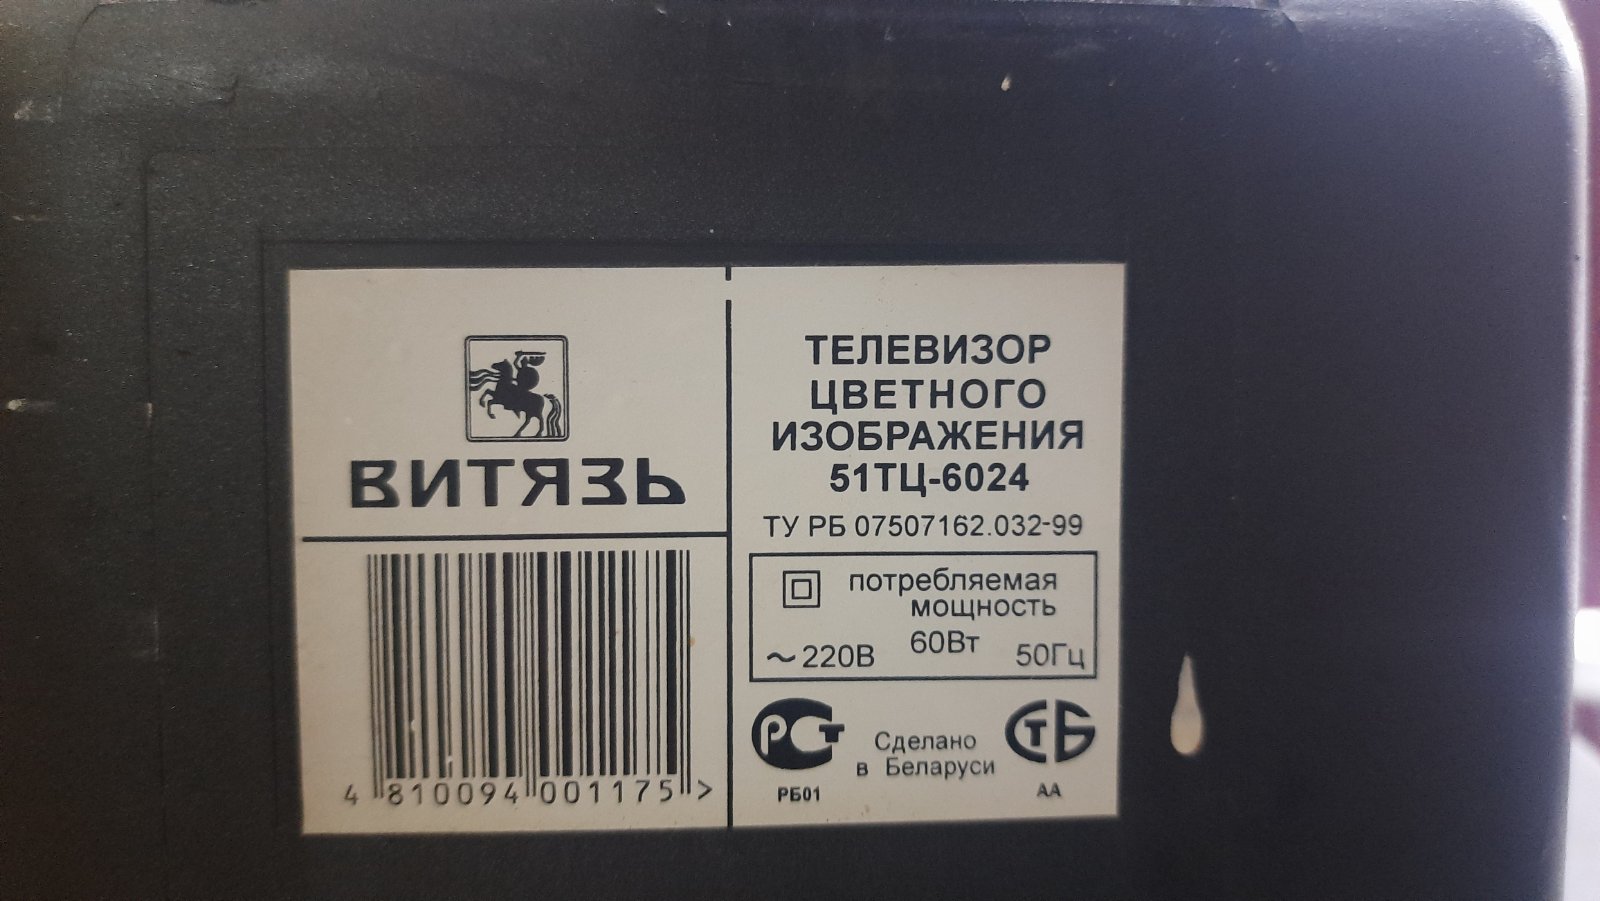 ВИТЯЗЬ
4 810094 001175 >
ТЕЛЕВИЗОР
ЦВЕТНОГО
ИЗОБРАЖЕНИЯ
51ТЦ-6024
ТУ РБ 07507162.032-99
потребляемая
мощность
~220В 60Вт 50Гц
РСТ
Сделано
в Беларуси
СТБ
РБ01
АА